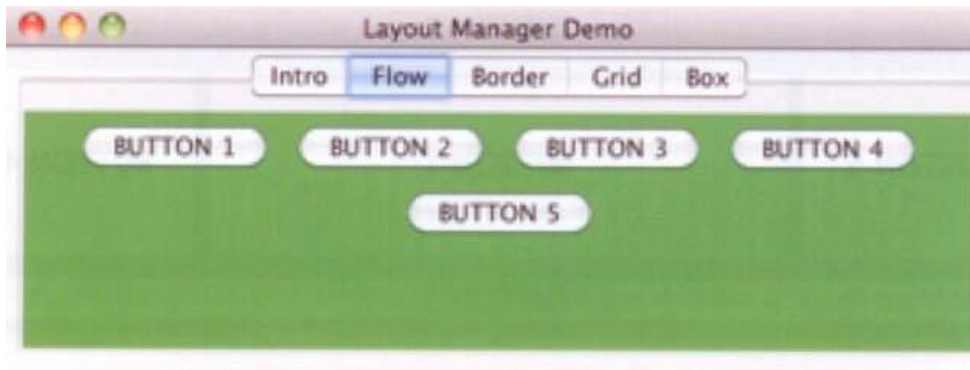 Layout Manager Demo
Intro Flow Border Grid Box
BUTTON 1 BUTTON 2 BUTTON 3 BUTTON 4
BUTTON 5